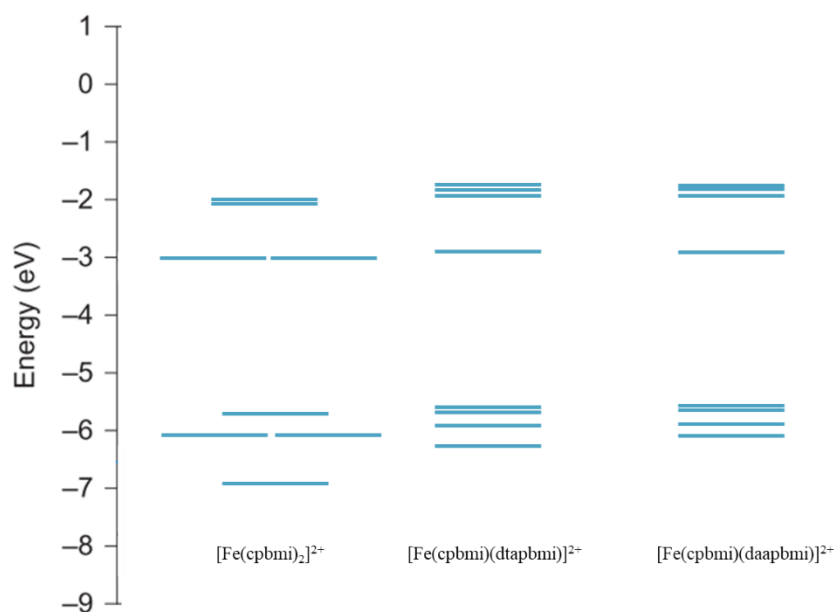 1
0
–1
–2
–3
–4
–5
–6
–7
–8
–9
Energy (eV)
[Fe(cpbmi)₂]²⁺
[Fe(cpbmi)(dtapbmi)]²⁺
[Fe(cpbmi)(daapbmi)]²⁺